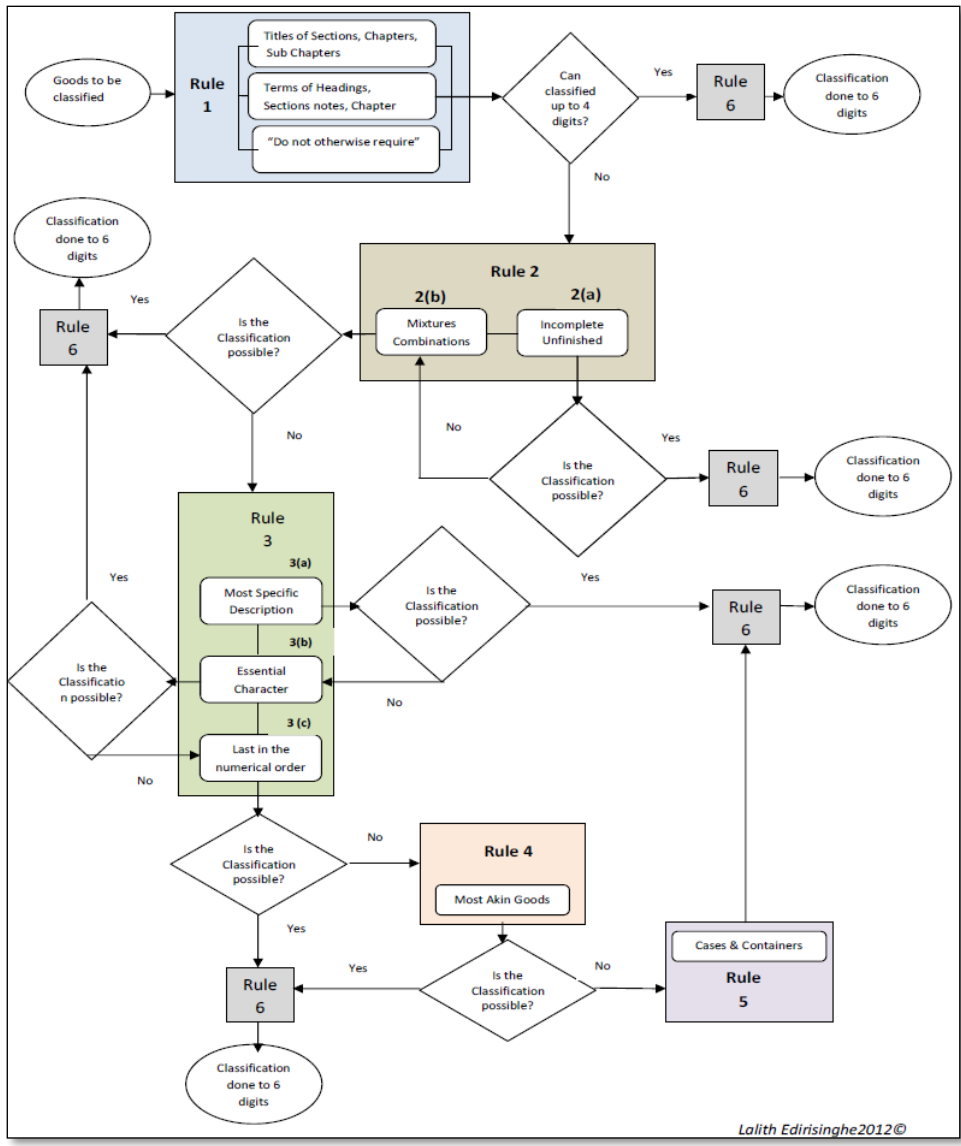 Titles of Sections, Chapters,
Sub Chapters
Goods to be
classified
Rule
1
Terms of Headings,
Sections notes, Chapter
“Do not otherwise require”
Can
classified
up to 4
digits?
Yes
Rule
6
Classification
done to 6
digits
No
Classification
done to 6
digits
Rule 2
2(b)
2(a)
Mixtures
Combinations
Incomplete
Unfinished
Is the
Classification
possible?
Yes
Rule
6
No
No
Is the
Classification
possible?
Yes
Rule
6
Classification
done to 6
digits
Rule
3
3(a)
Most Specific
Description
Is the
Classification
possible?
Yes
Rule
6
Classification
done to 6
digits
Yes
3(b)
Essential
Character
Is the
Classificatio
n possible?
No
3 (c)
Last in the
numerical order
No
Is the
Classification
possible?
No
Rule 4
Most Akin Goods
Yes
Cases & Containers
Rule
5
Is the
Classification
possible?
Yes
No
Rule
6
Classification
done to 6
digits
Lalith Edirisinghe2012©